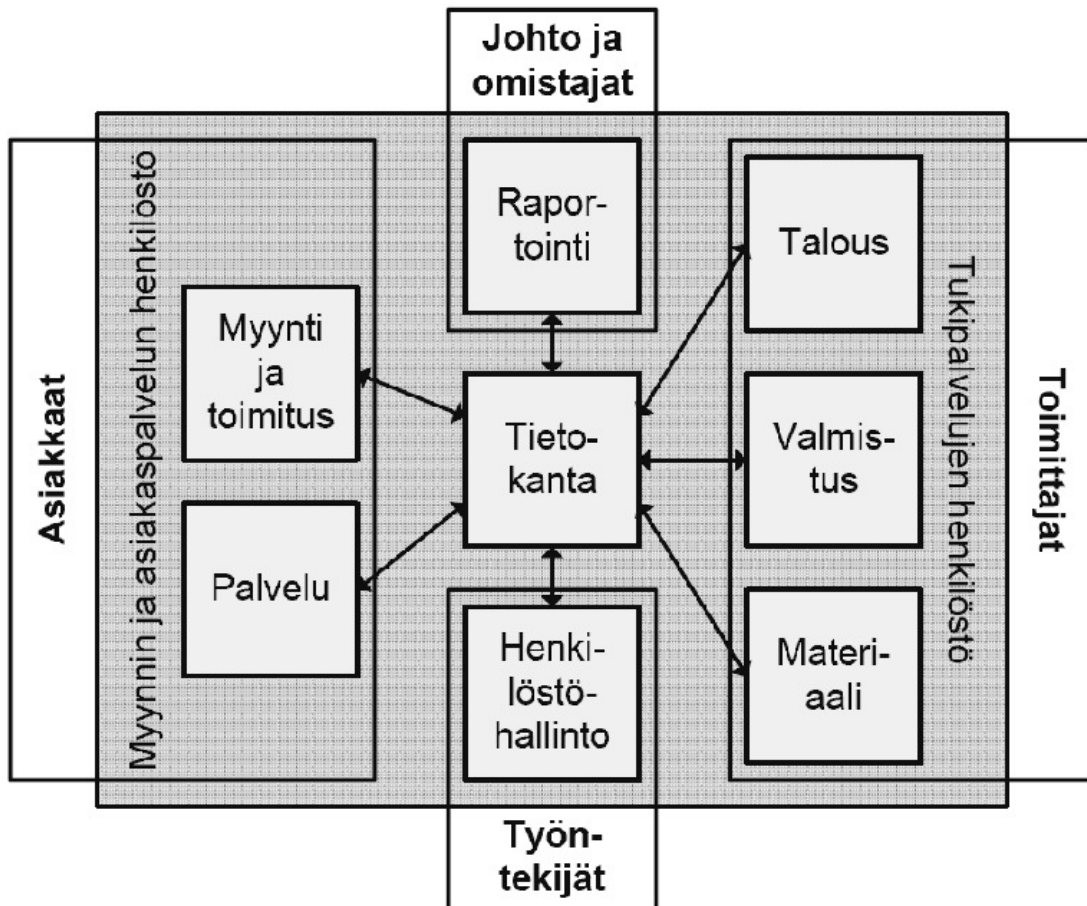 Johto ja
omistajat
Asiakkaat
Myynnin ja asiakaspalvelun henkilöstö
Myynti
ja
toimitus
Palvelu
Rapor-
tointi
Tieto-
kanta
Henki-
löstö-
hallinto
Talous
Valmis-
tus
Materi-
aali
Tukipalvelujen henkilöstö
Toimittajat
Työn-
tekijät